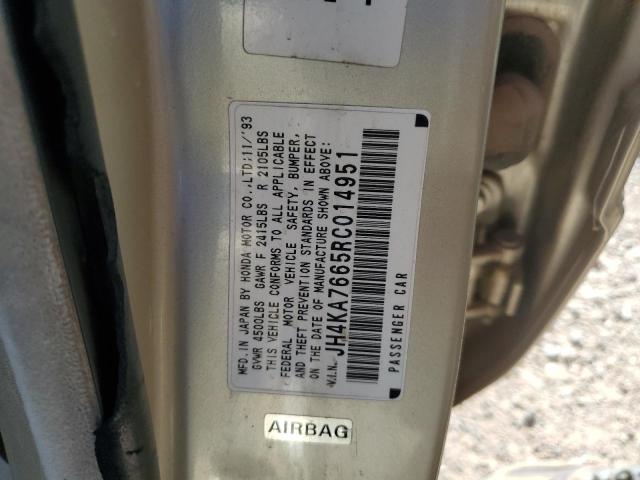 MFD.IN JAPAN BY HONDA MOTOR CO.,LTD:11/'93
GVWR 4500LBS GAWR F 2415LBS R 2105LBS
THIS VEHICLE CONFORMS TO ALL APPLICABLE
FEDERAL MOTOR VEHICLE SAFETY, BUMPER,
AND THEFT PREVENTION STANDARDS IN EFFECT
ON THE DATE OF MANUFACTURE SHOWN ABOVE:
V.I.N. JH4KA7665RC014951
PASSENGER CAR
AIRBAG